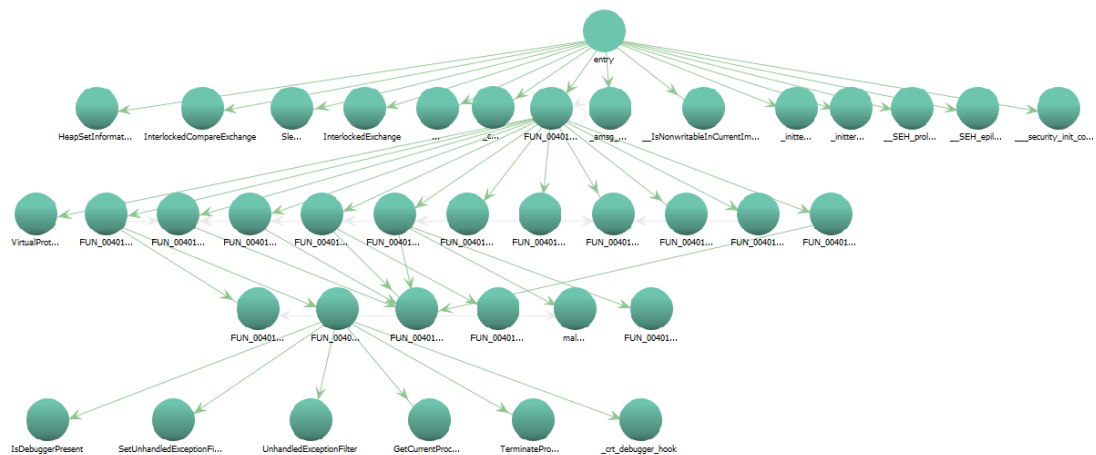 entry
HeapSetInformat...
InterlockedCompareExchange
Sle...
InterlockedExchange
...
_c...
FUN_00401...
_amsg_...
__IsNonwritableInCurrentIm...
_initte...
_initter...
__SEH_prol...
__SEH_epil...
___security_init_co...
VirtualProt...
FUN_00401...
FUN_00401...
FUN_00401...
FUN_00401...
FUN_00401...
FUN_00401...
FUN_00401...
FUN_00401...
FUN_00401...
FUN_00401...
FUN_00401...
FUN_00401...
FUN_0040...
FUN_00401...
FUN_00401...
mal...
FUN_00401...
IsDebuggerPresent
SetUnhandledExceptionFi...
UnhandledExceptionFilter
GetCurrentProc...
TerminatePro...
_crt_debugger_hook